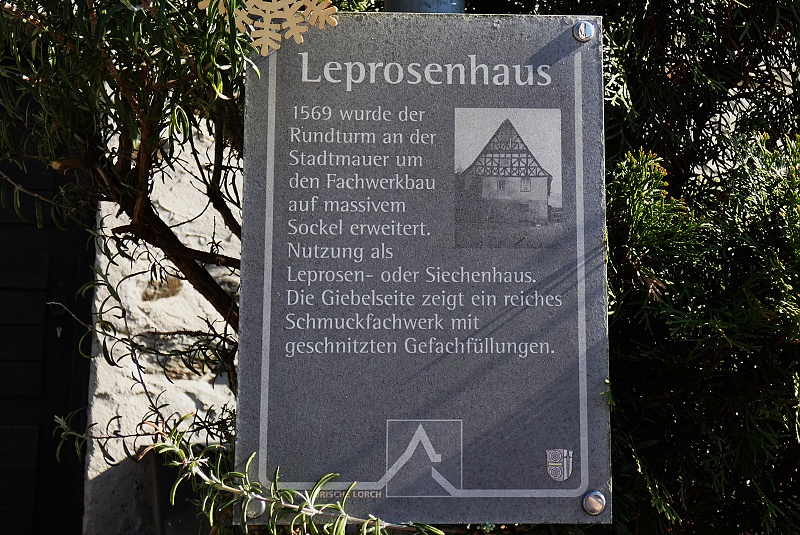 Leprosenhaus
1569 wurde der
Rundturm an der
Stadtmauer um
den Fachwerkbau
auf massivem
Sockel erweitert.
Nutzung als
Leprosen- oder Siechenhaus.
Die Giebelseite zeigt ein reiches
Schmuckfachwerk mit
geschnitzten Gefachfüllungen.
LORCH